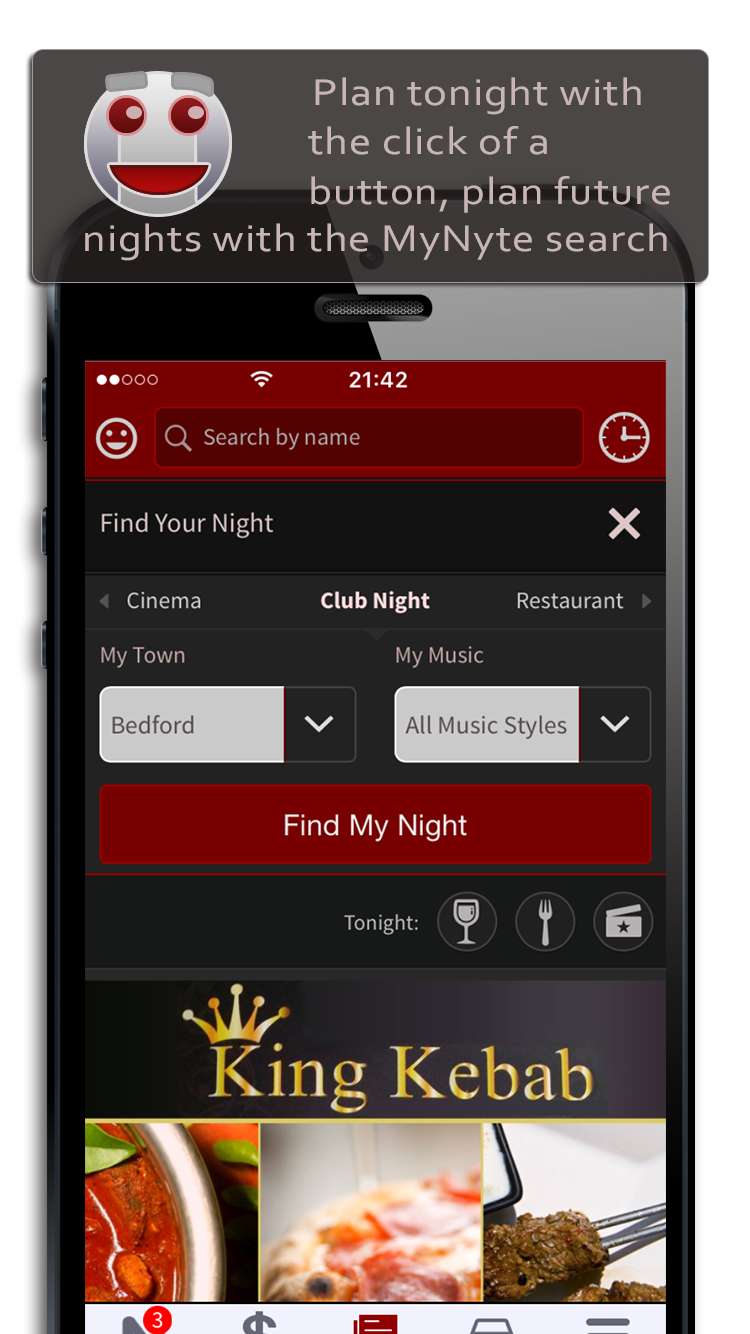 Plan tonight with
the click of a
button, plan future
nights with the MyNyte search
21:42
Search by name
Find Your Night
Cinema Club Night Restaurant
My Town My Music
Bedford All Music Styles
Find My Night
Tonight:
King Kebab
3